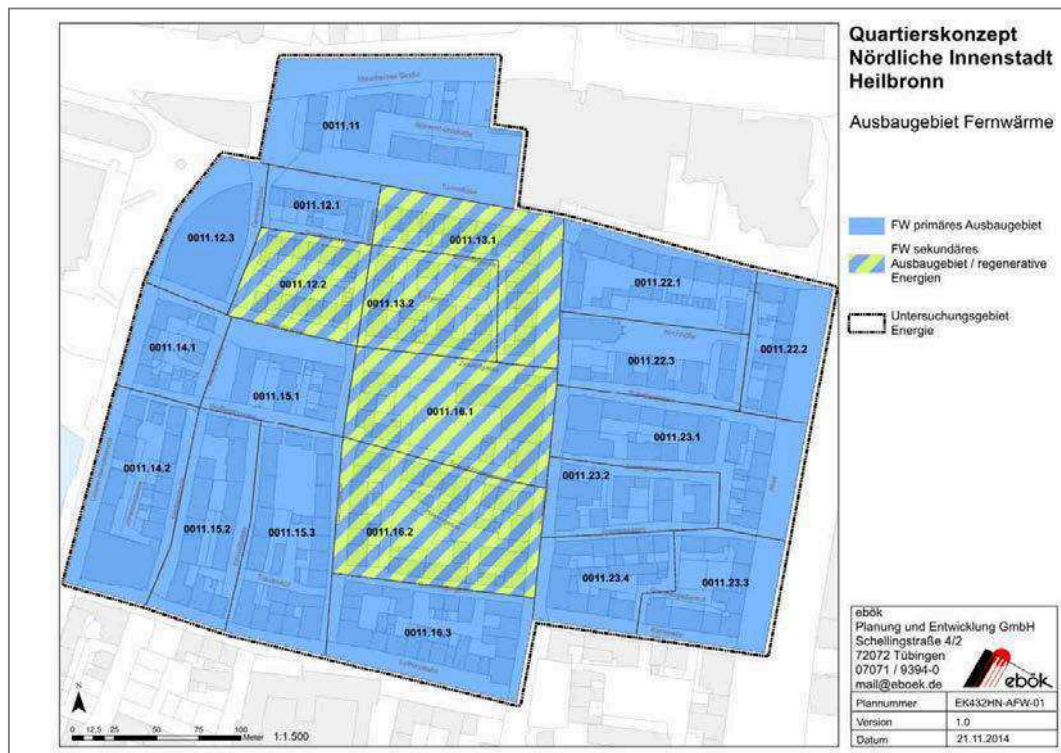 Quartierskonzept
Nördliche Innenstadt
Heilbronn
Ausbaugebiet Fernwärme
FW primäres Ausbaugebiet
FW sekundäres
Ausbaugebiet / regenerative
Energien
Untersuchungsgebiet
Energie
0011.11
0011.12.1
0011.12.3
0011.13.1
0011.12.2
0011.13.2
0011.22.1
0011.22.2
0011.22.3
0011.14.1
0011.15.1
0011.16.1
0011.23.1
0011.14.2
0011.23.2
0011.15.2
0011.15.3
0011.16.2
0011.23.4
0011.23.3
0011.16.3
N
0 12,5 25 50 75 100
Meter 1:1.500
ebök
Planung und Entwicklung GmbH
Schellingstraße 4/2
72072 Tübingen
07071 / 9394-0
mail@eboek.de
ebök
Plannummer EK432HN-AFW-01
Version 1.0
Datum 21.11.2014